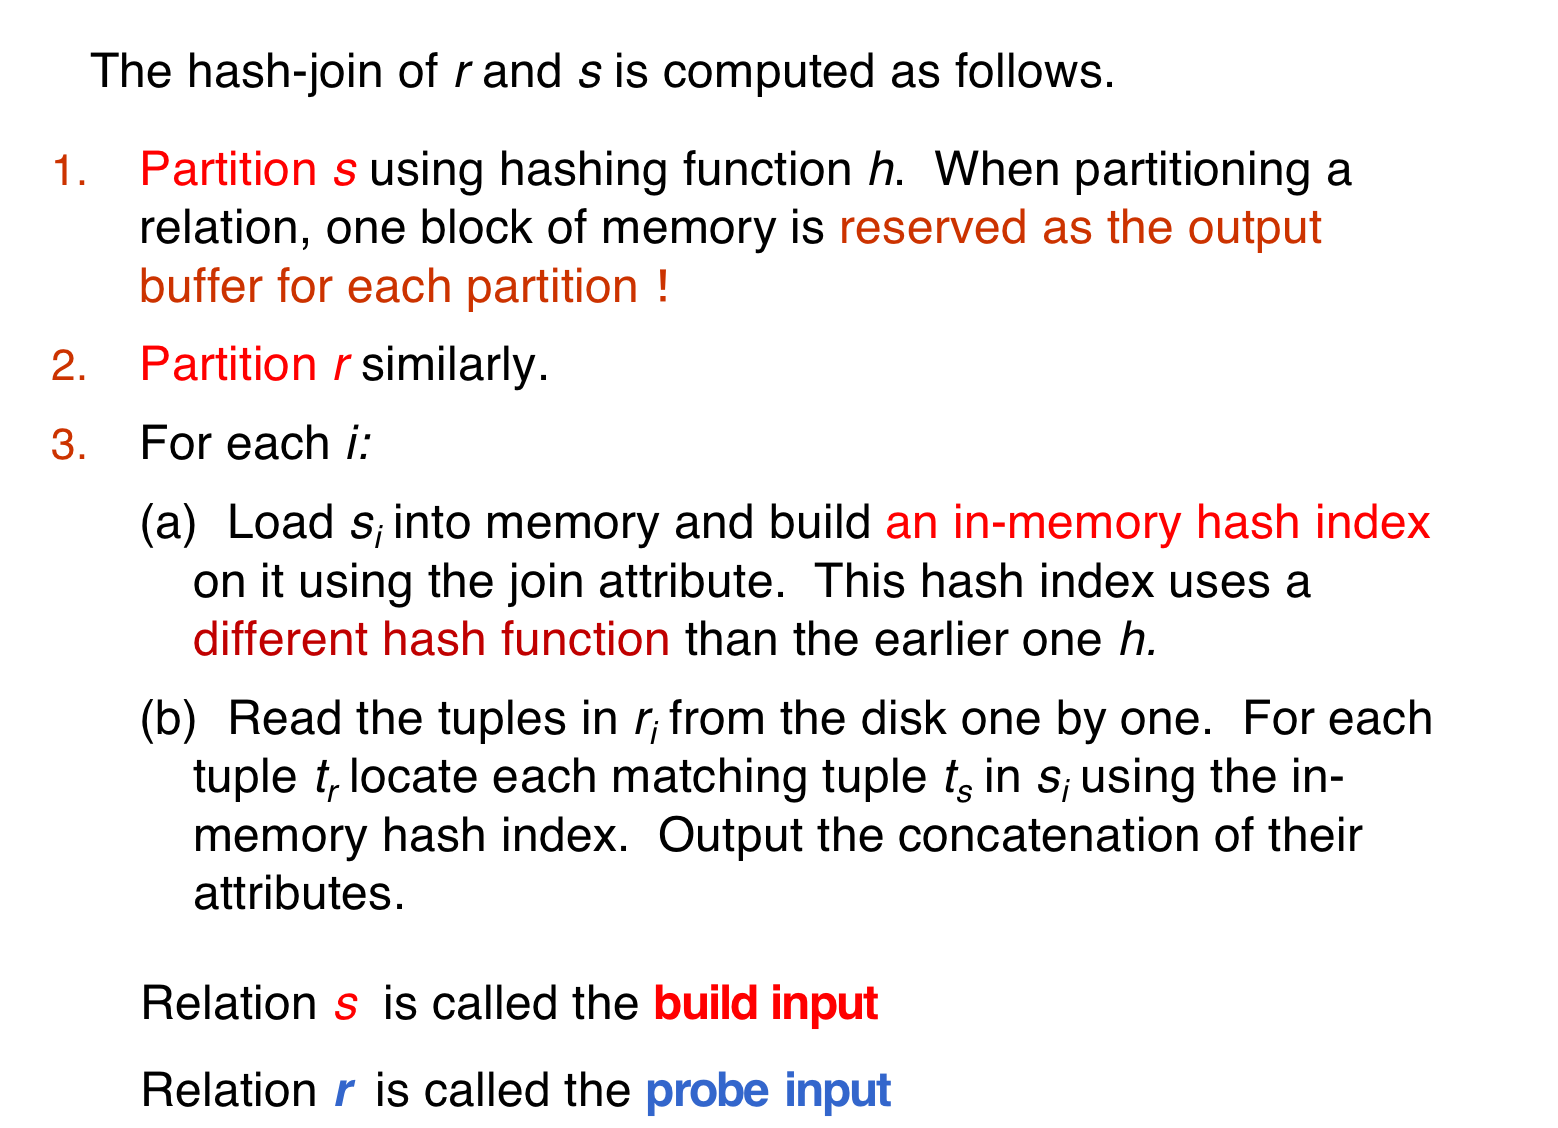 The hash-join of r and s is computed as follows.
1. Partition s using hashing function h. When partitioning a
relation, one block of memory is reserved as the output
buffer for each partition !
2. Partition r similarly.
3. For each i:
(a) Load si into memory and build an in-memory hash index
on it using the join attribute. This hash index uses a
different hash function than the earlier one h.
(b) Read the tuples in ri from the disk one by one. For each
tuple tr locate each matching tuple ts in si using the in-
memory hash index. Output the concatenation of their
attributes.
Relation s is called the build input
Relation r is called the probe input